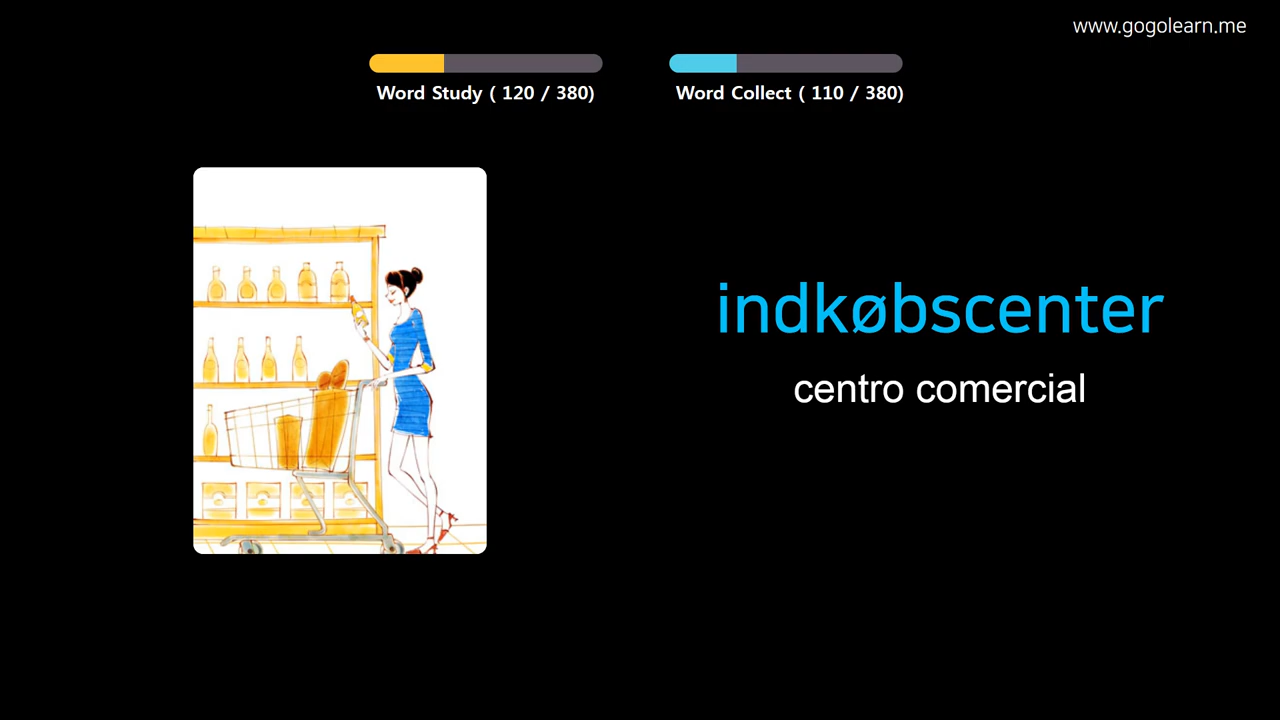 www.gogolearn.me
Word Study ( 120 / 380)
Word Collect ( 110 / 380)
indkøbscenter
centro comercial